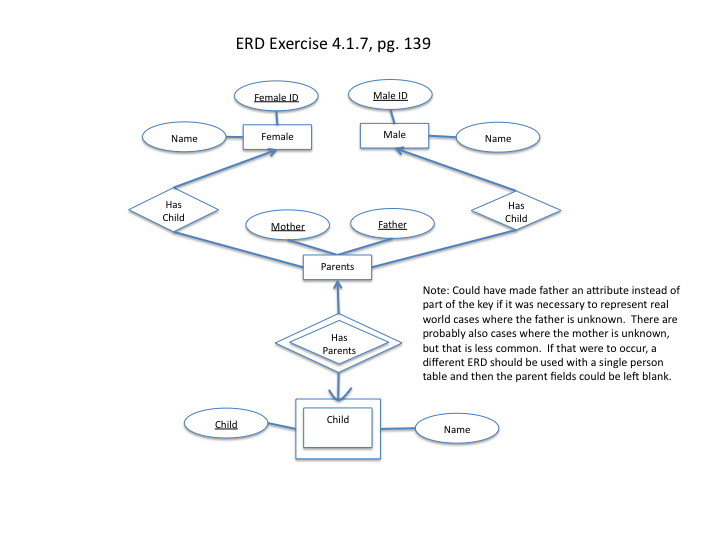 ERD Exercise 4.1.7, pg. 139
Female ID
Male ID
Name
Female
Male
Name
Has
Child
Has
Child
Mother
Father
Parents
Note: Could have made father an attribute instead of
part of the key if it was necessary to represent real
world cases where the father is unknown. There are
probably also cases where the mother is unknown,
but that is less common. If that were to occur, a
different ERD should be used with a single person
table and then the parent fields could be left blank.
Has
Parents
Child
Child
Name